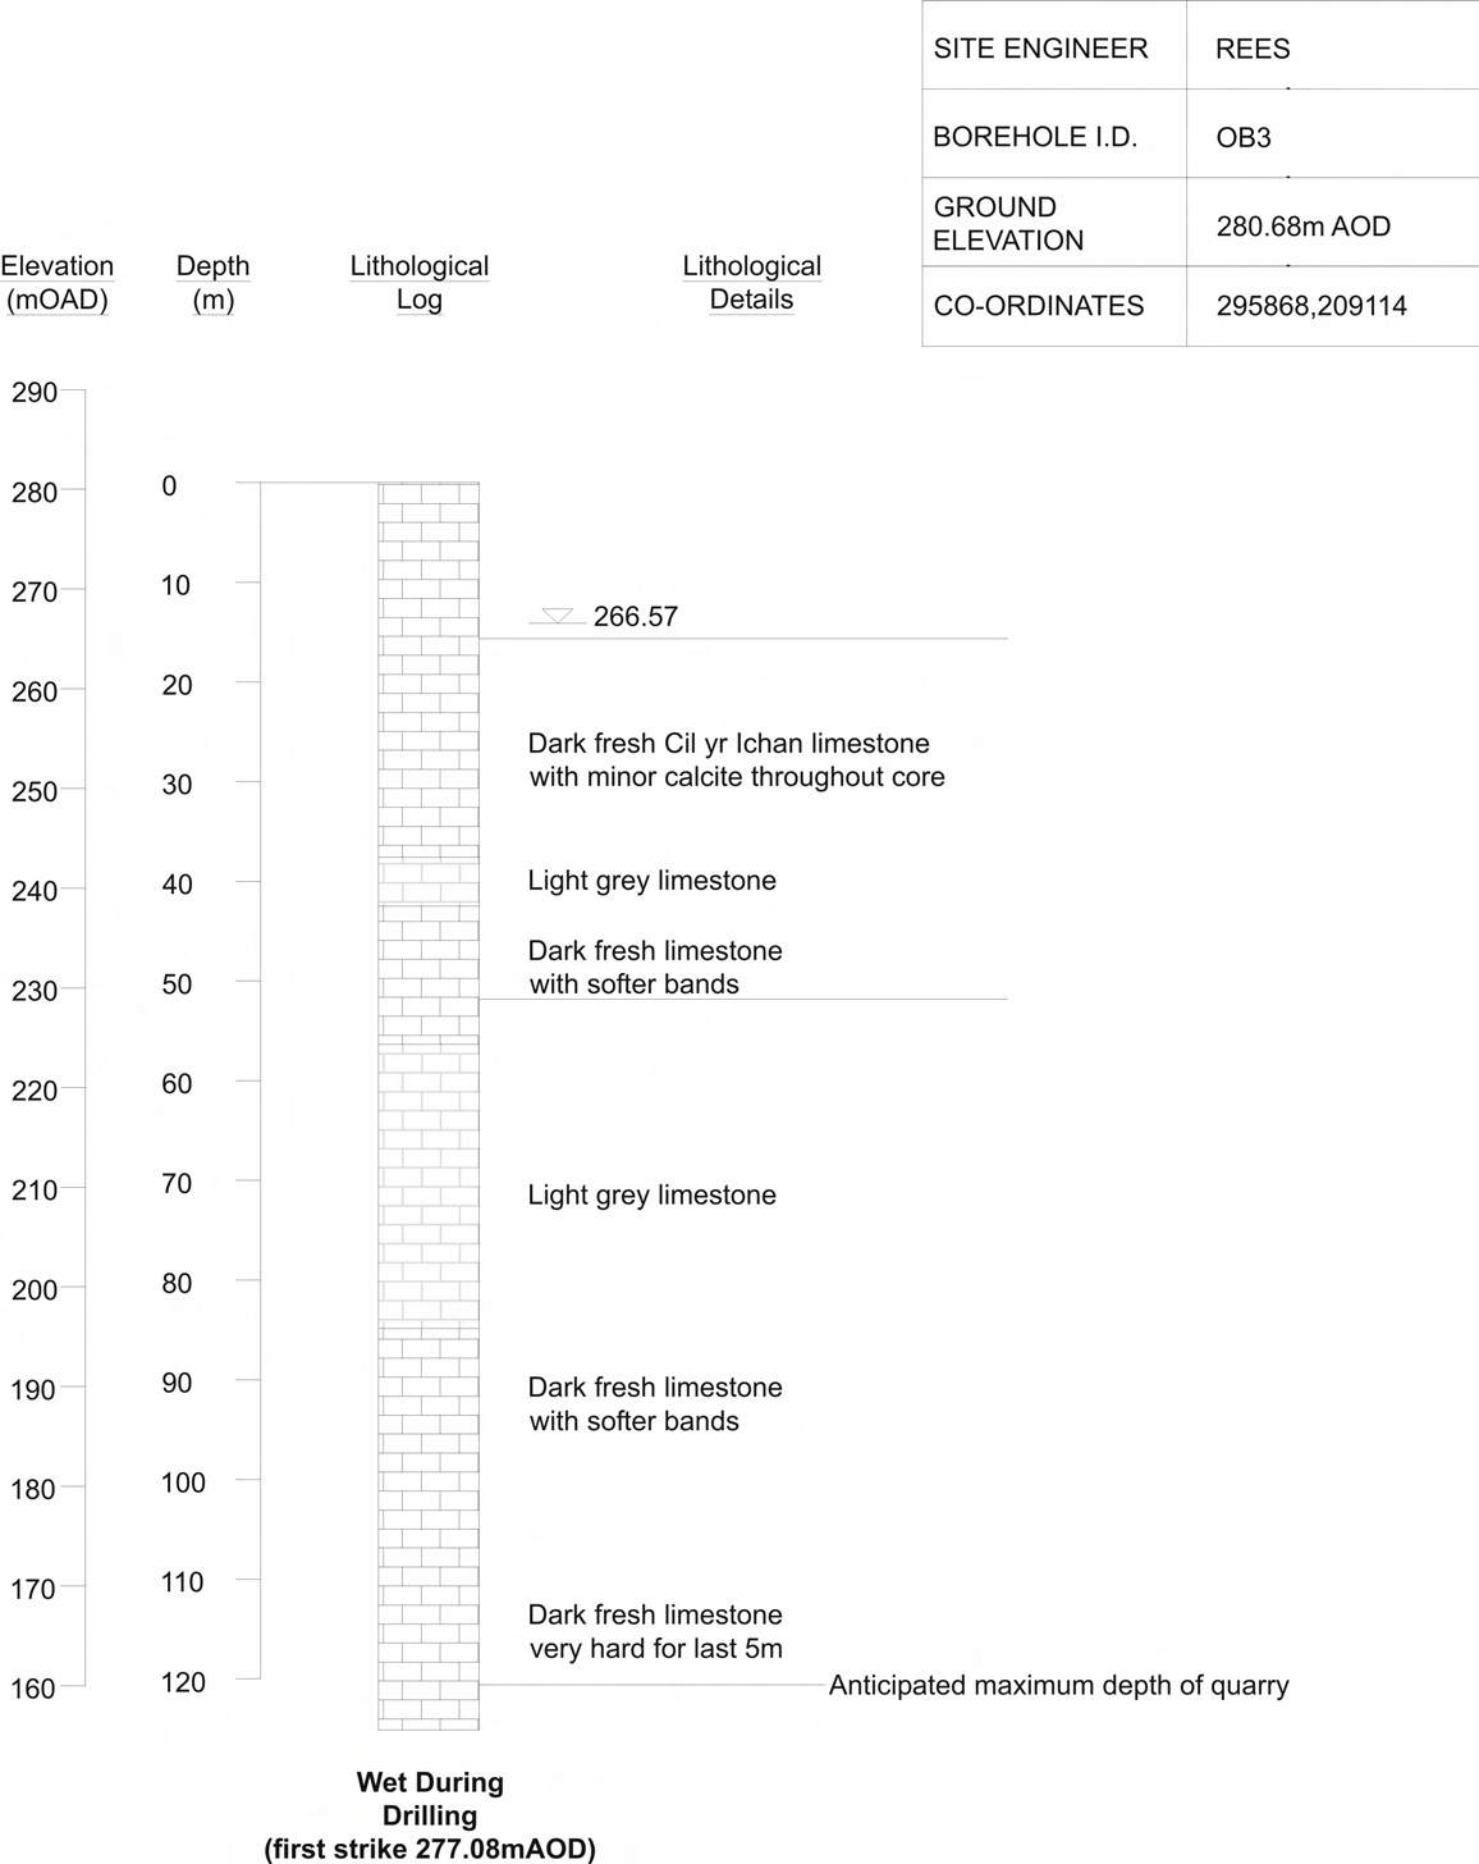 SITE ENGINEER REES
BOREHOLE I.D. OB3
GROUND
ELEVATION 280.68m AOD
CO-ORDINATES 295868,209114
Elevation
(mOAD)
Depth
(m)
Lithological
Log
Lithological
Details
290
280
270
260
250
240
230
220
210
200
190
180
170
160
0
10
20
30
40
50
60
70
80
90
100
110
120
266.57
Dark fresh Cil yr Ichan limestone
with minor calcite throughout core
Light grey limestone
Dark fresh limestone
with softer bands
Light grey limestone
Dark fresh limestone
with softer bands
Dark fresh limestone
very hard for last 5m
Anticipated maximum depth of quarry
Wet During
Drilling
(first strike 277.08mAOD)